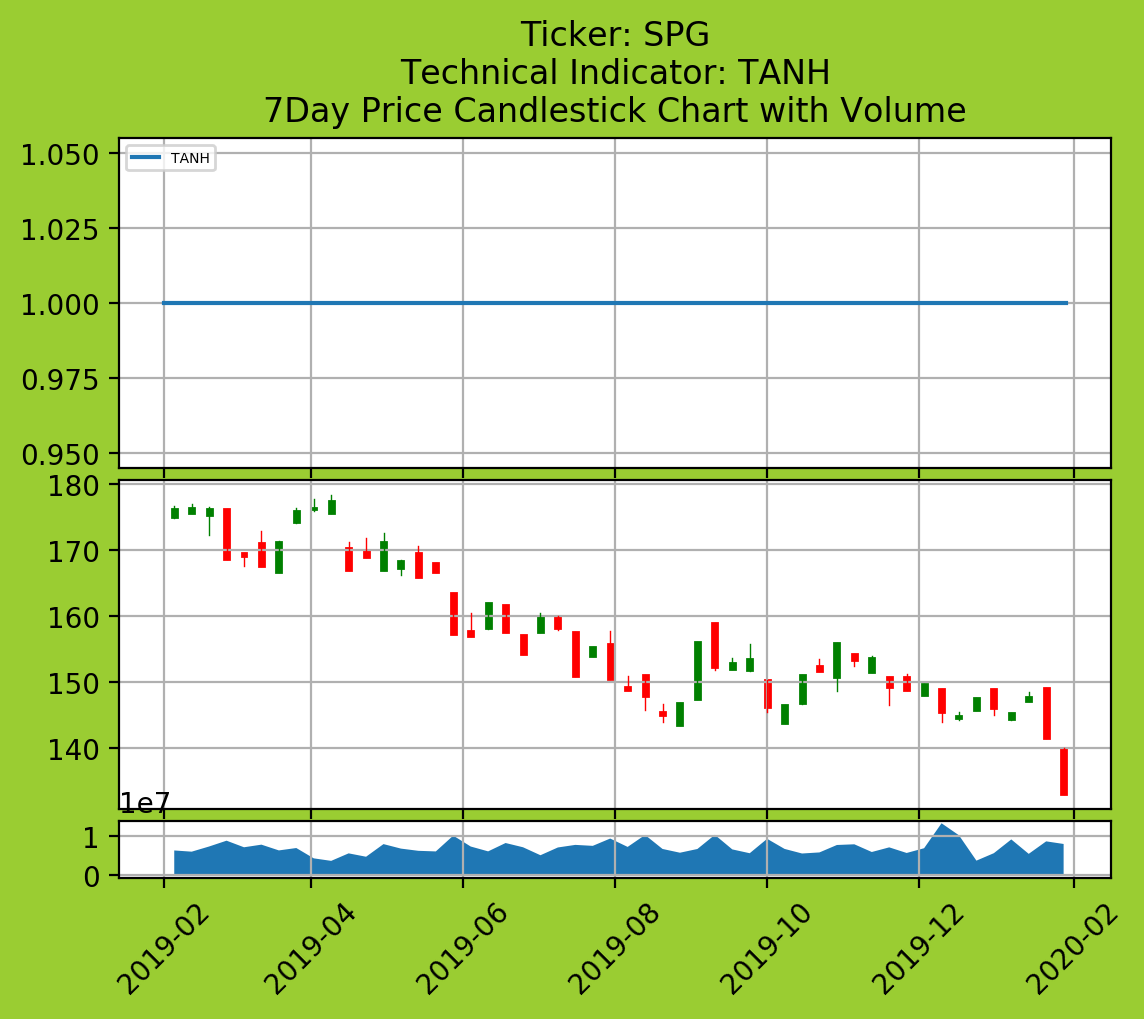 Ticker: SPG
Technical Indicator: TANH
7Day Price Candlestick Chart with Volume
1.050
TANH
1.025
1.000
0.975
0.950
180
170
160
150
140
1e7
1
0
2019-02 2019-04 2019-06 2019-08 2019-10 2019-12 2020-02